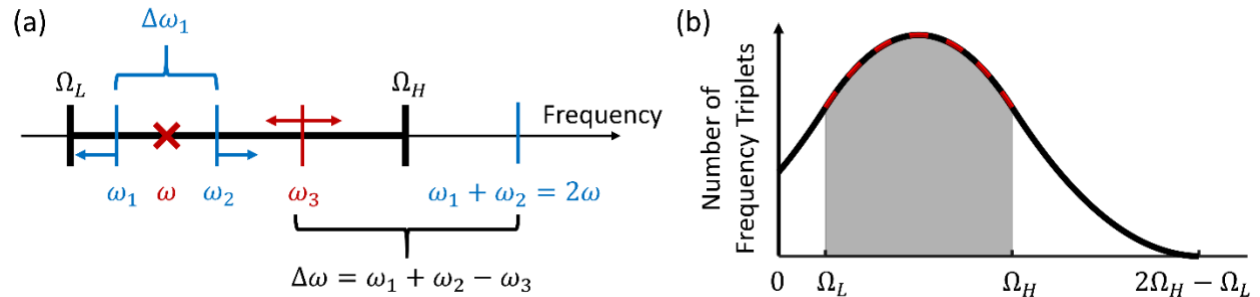 (a)
Δω₁
Ω_L
Ω_H
Frequency
ω₁
ω
ω₂
ω₃
ω₁ + ω₂ = 2ω
Δω = ω₁ + ω₂ − ω₃
(b)
Number of
Frequency Triplets
0
Ω_L
Ω_H
2Ω_H − Ω_L